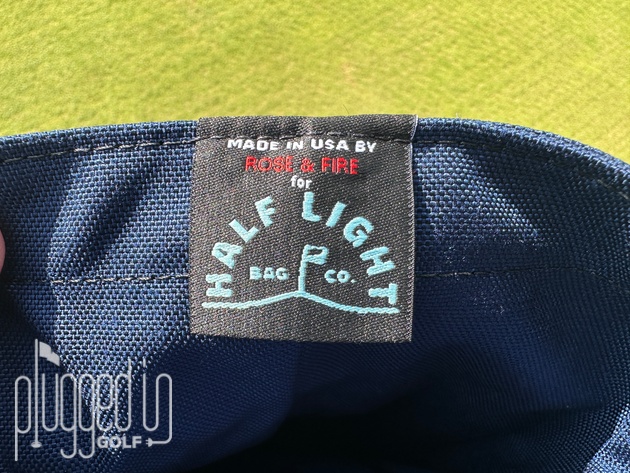 MADE IN USA BY
ROSE & FIRE
for
HALF LIGHT
BAG CO.
plugged in
GOLF